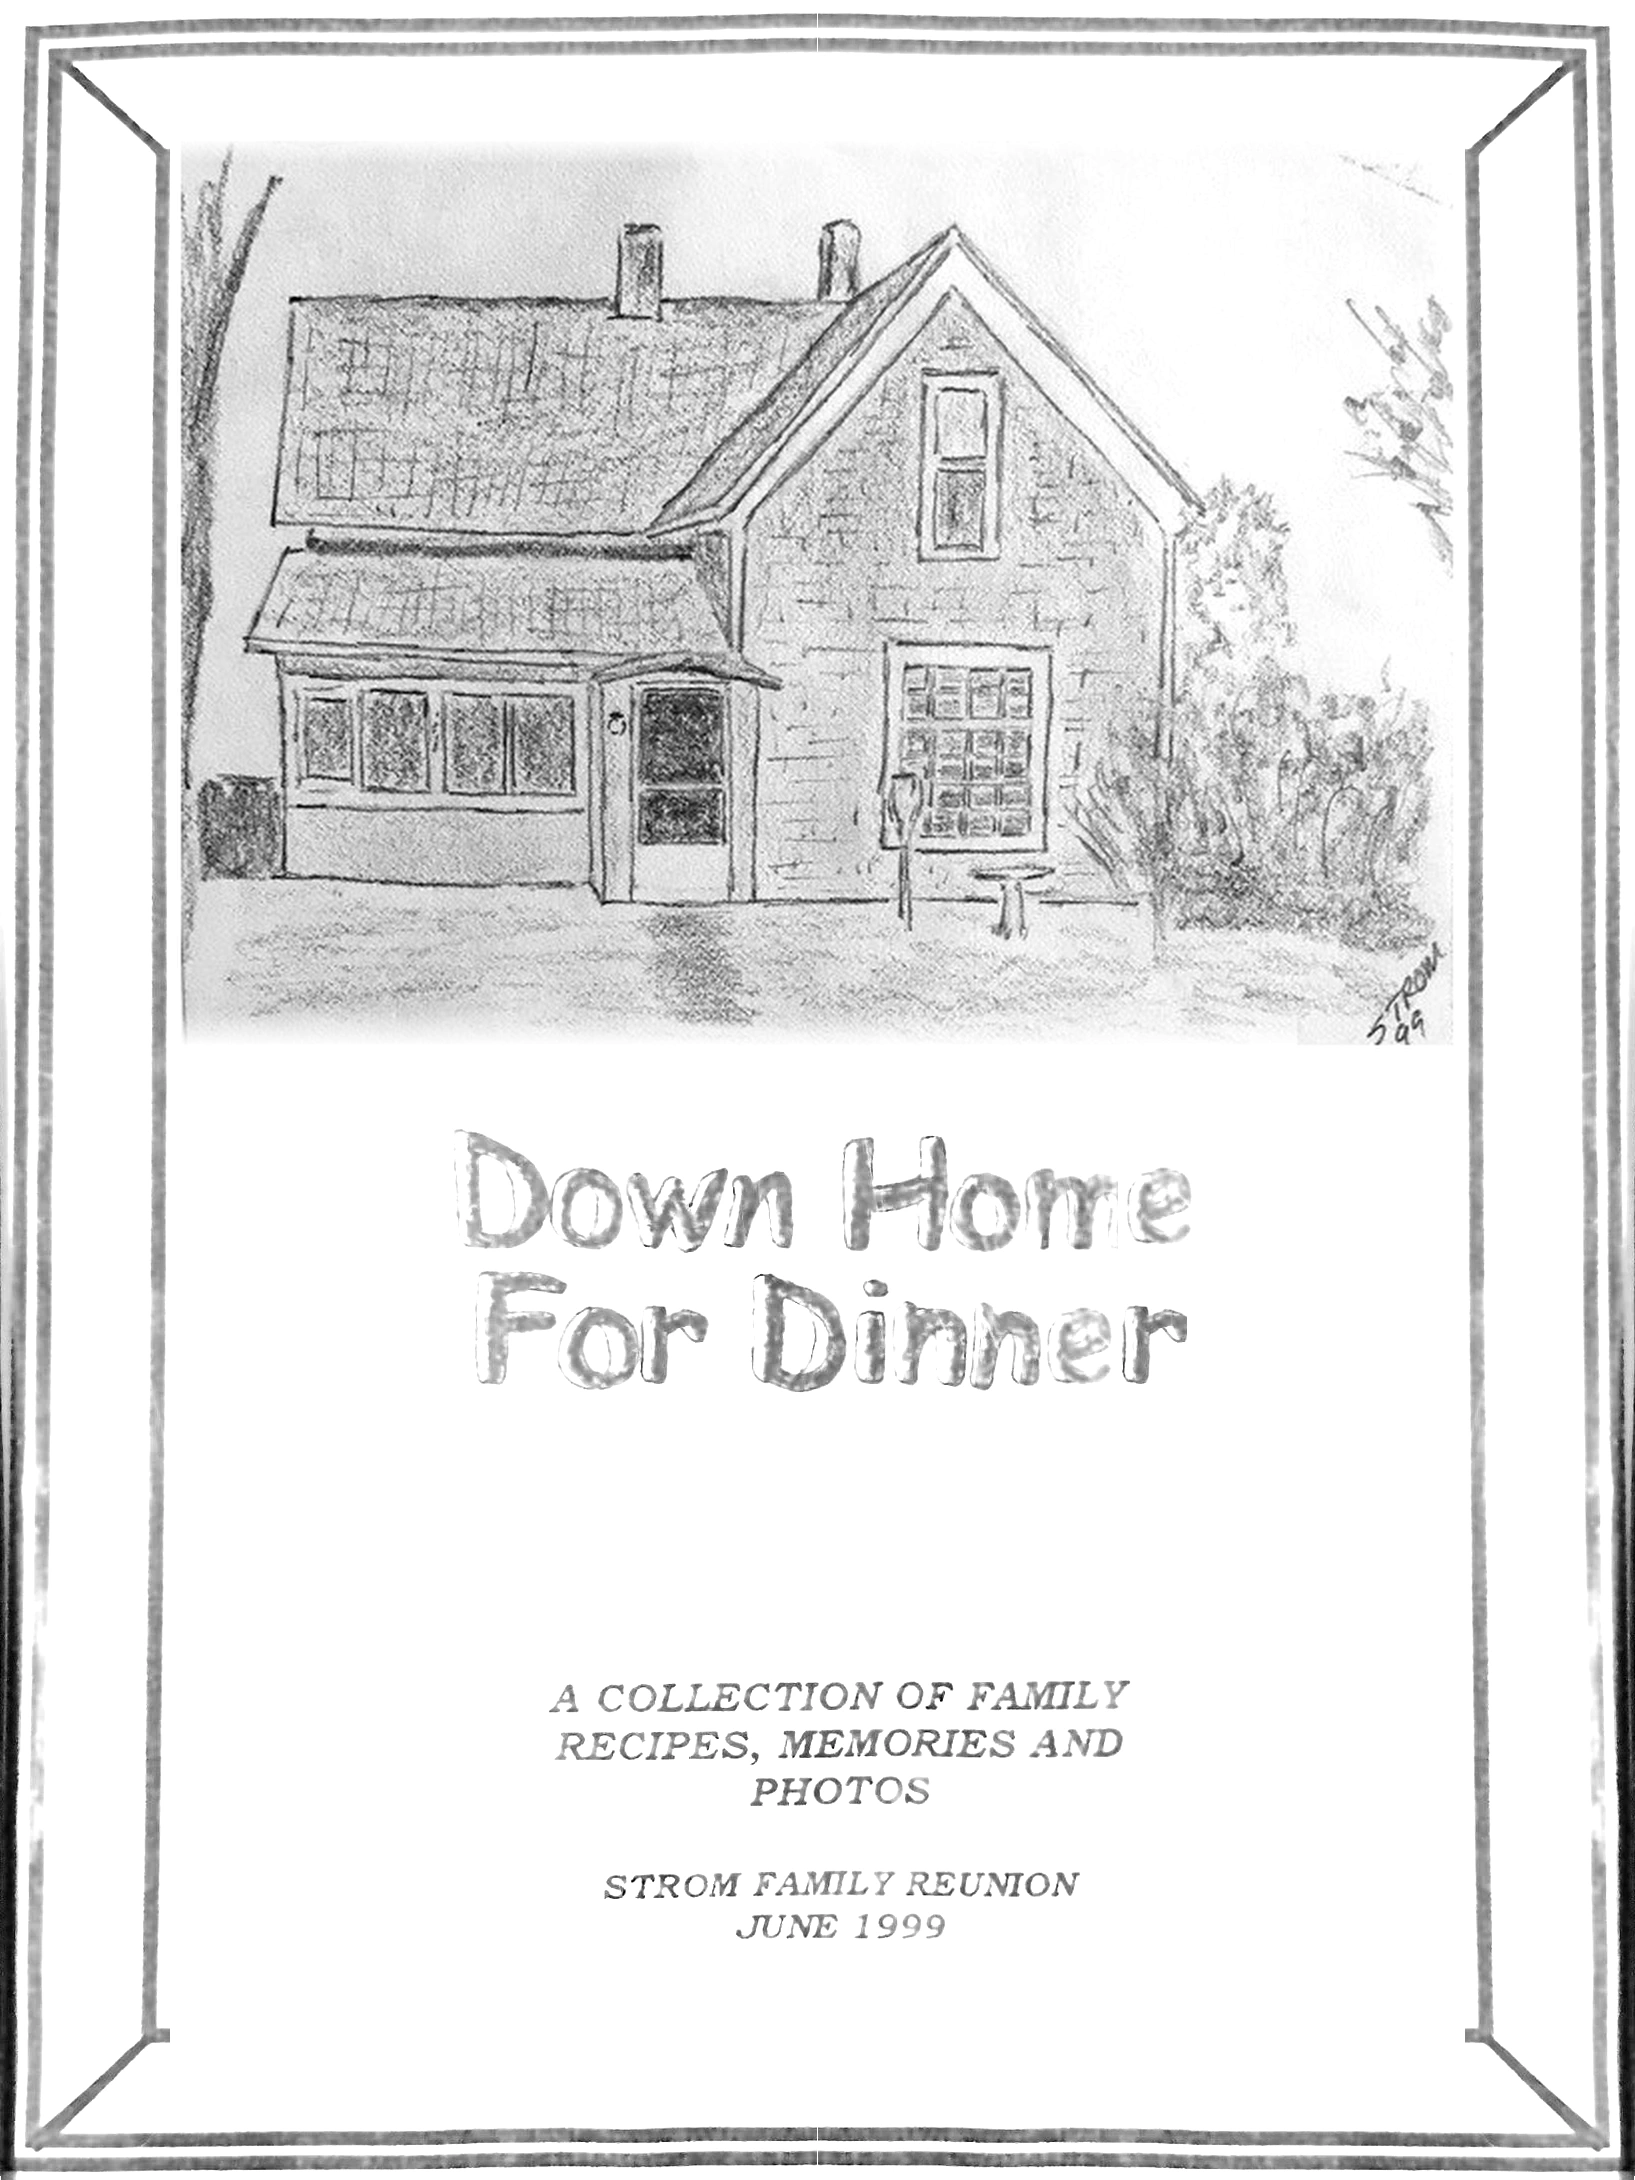 STROM
99
Down Home
For Dinner
A COLLECTION OF FAMILY
RECIPES, MEMORIES AND
PHOTOS
STROM FAMILY REUNION
JUNE 1999